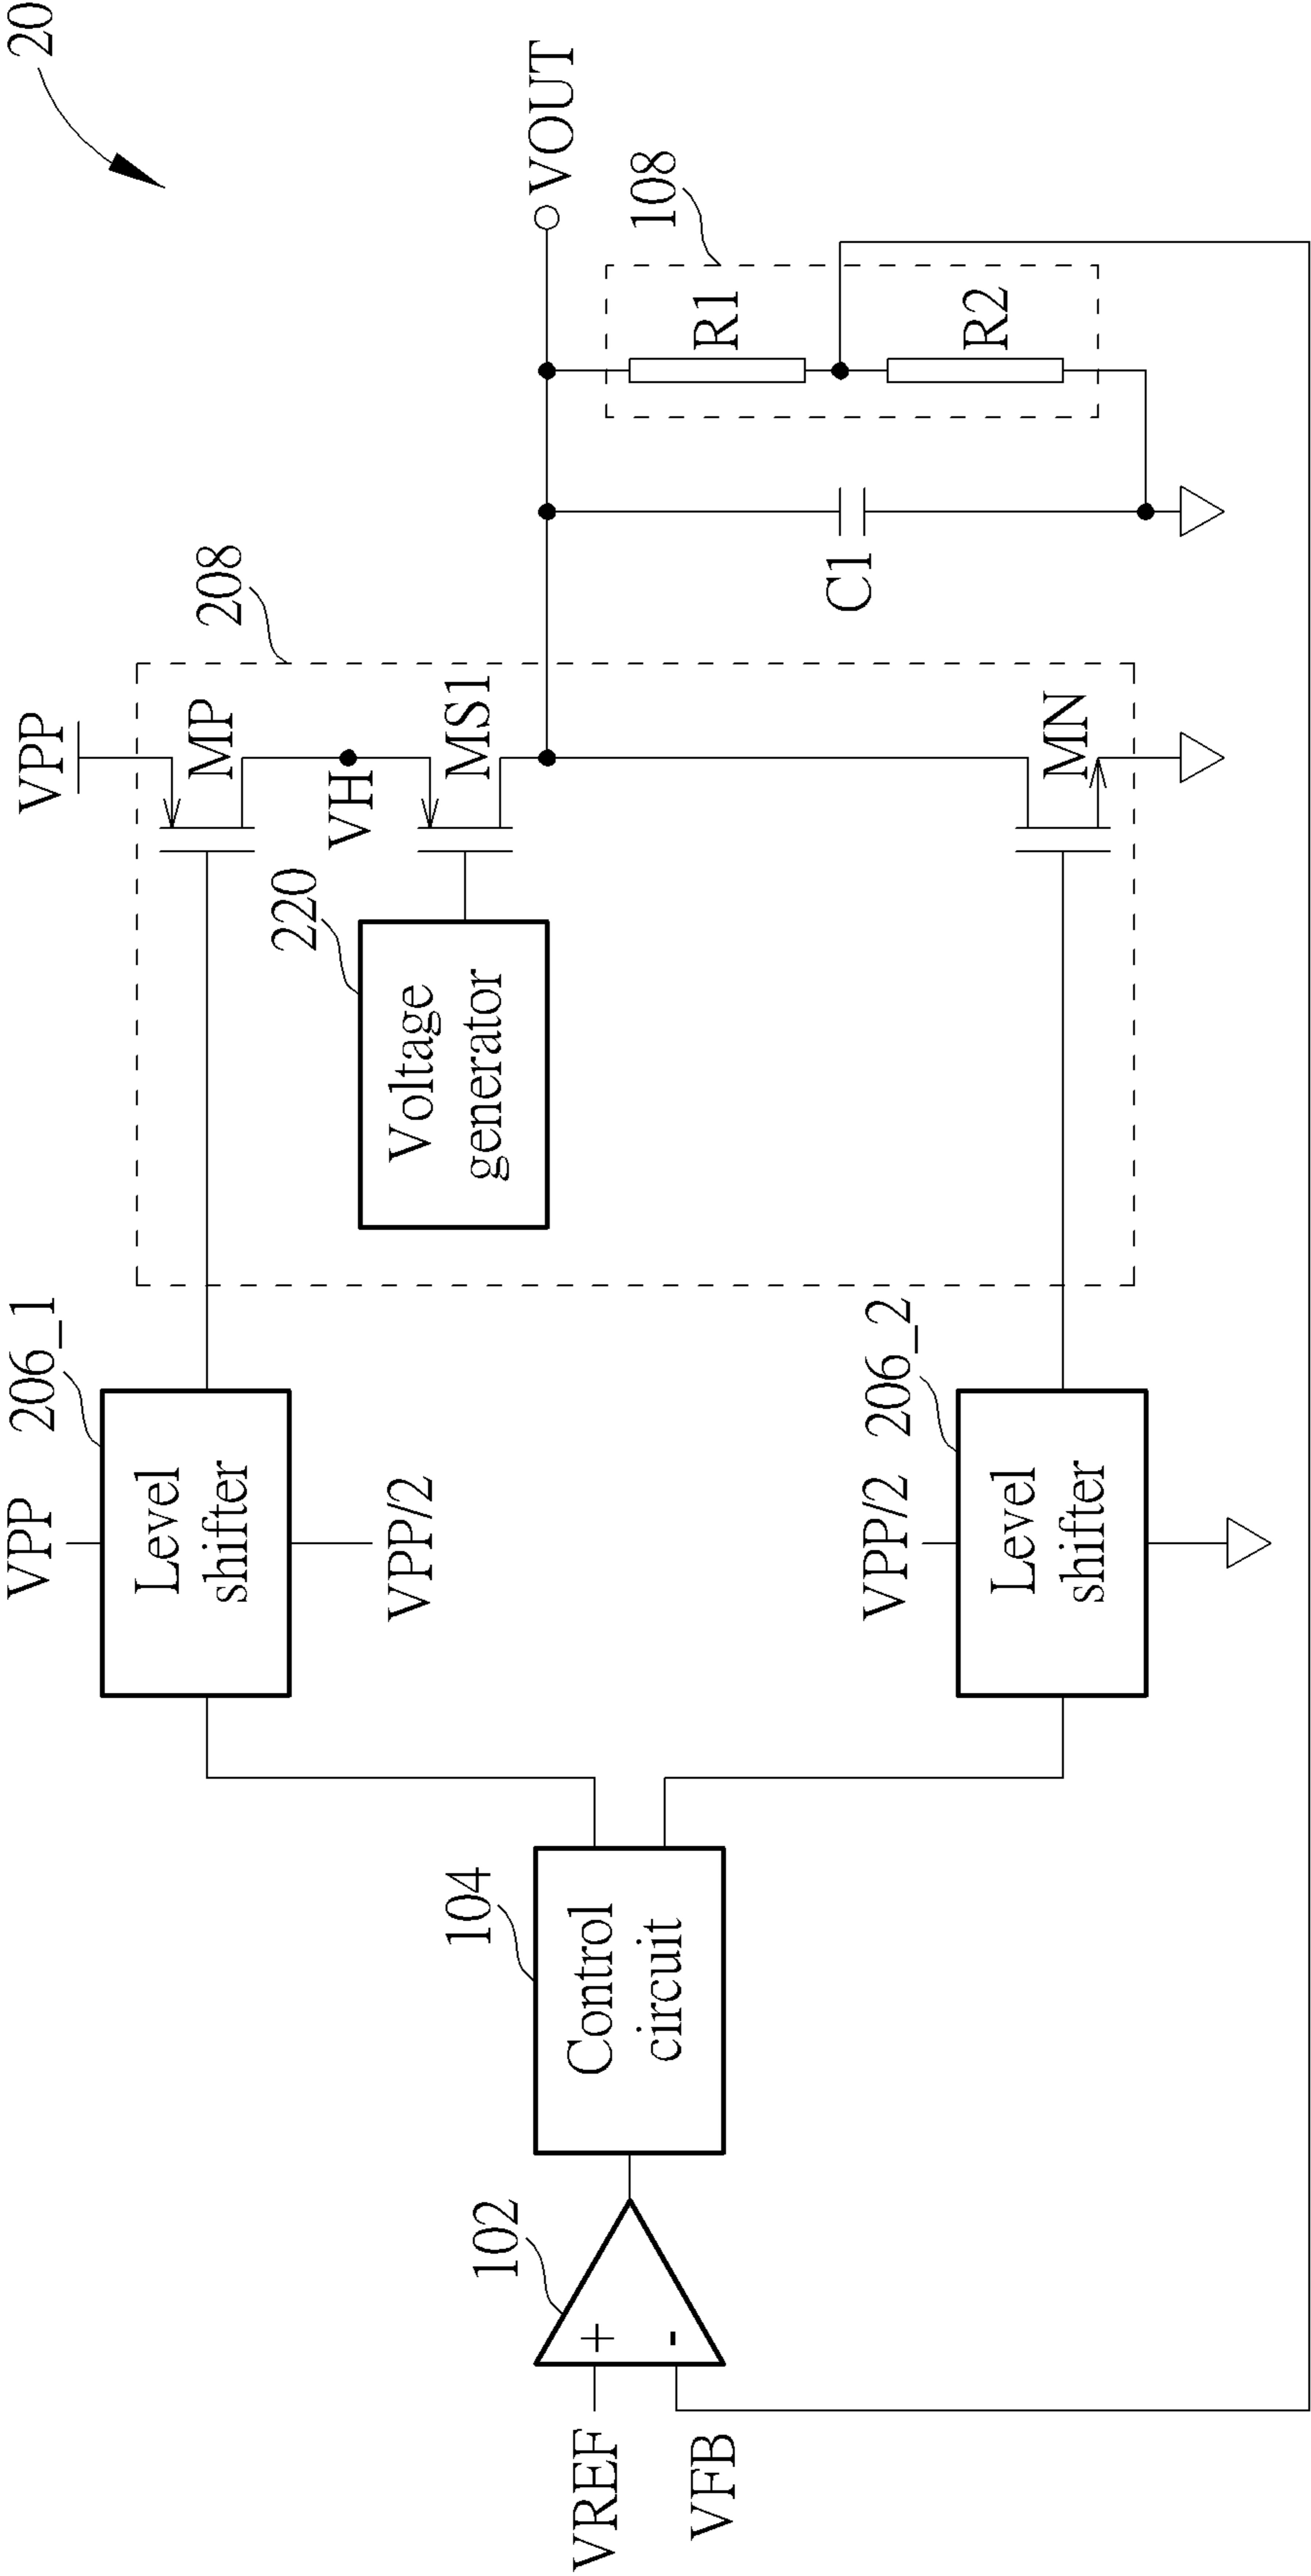 20
VPP
208
MP
VH
MS1
220
Voltage
generator
MN
VOUT
108
R1
R2
C1
VPP
206_1
Level
shifter
VPP/2
VPP/2
206_2
Level
shifter
104
Control
circuit
102
+
-
VREF
VFB